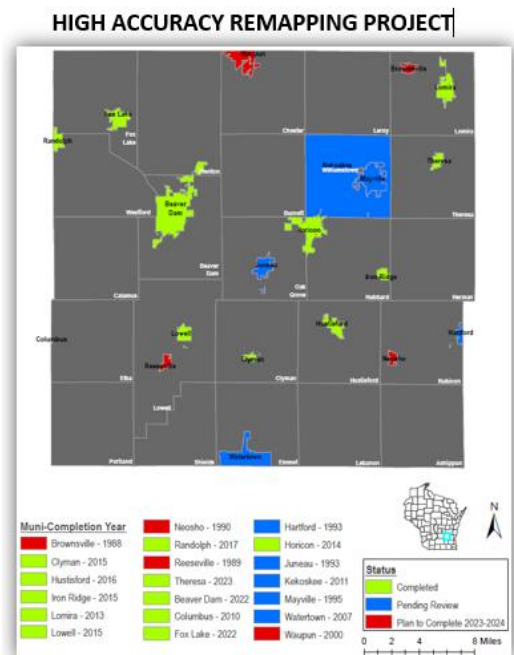 HIGH ACCURACY REMAPPING PROJECT
Brownsville
Lomira
Fox Lake
Randolph
Fox
Lake
Chester
Leroy
Lomira
Trenton
Kekoskee
Williamstown
Mayville
Theresa
Beaver
Dam
Westford
Burnett
Theresa
Horicon
Beaver
Dam
Juneau
Oak
Grove
Iron Ridge
Calamus
Hubbard
Herman
Columbus
Lowell
Hustisford
Hartford
Reeseville
Clyman
Neosho
Elba
Clyman
Hustisford
Rubicon
Lowell
Watertown
Portland
Shields
Emmet
Lebanon
Ashippun
Muni-Completion Year
Brownsville - 1988
Clyman - 2015
Hustisford - 2016
Iron Ridge - 2015
Lomira - 2013
Lowell - 2015
Neosho - 1990
Randolph - 2017
Reeseville - 1989
Theresa - 2023
Beaver Dam - 2022
Columbus - 2010
Fox Lake - 2022
Hartford - 1993
Horicon - 2014
Juneau - 1993
Kekoskee - 2011
Mayville - 1995
Watertown - 2007
Waupun - 2000
N
Status
Completed
Pending Review
Plan to Complete 2023-2024
0 2 4 8 Miles